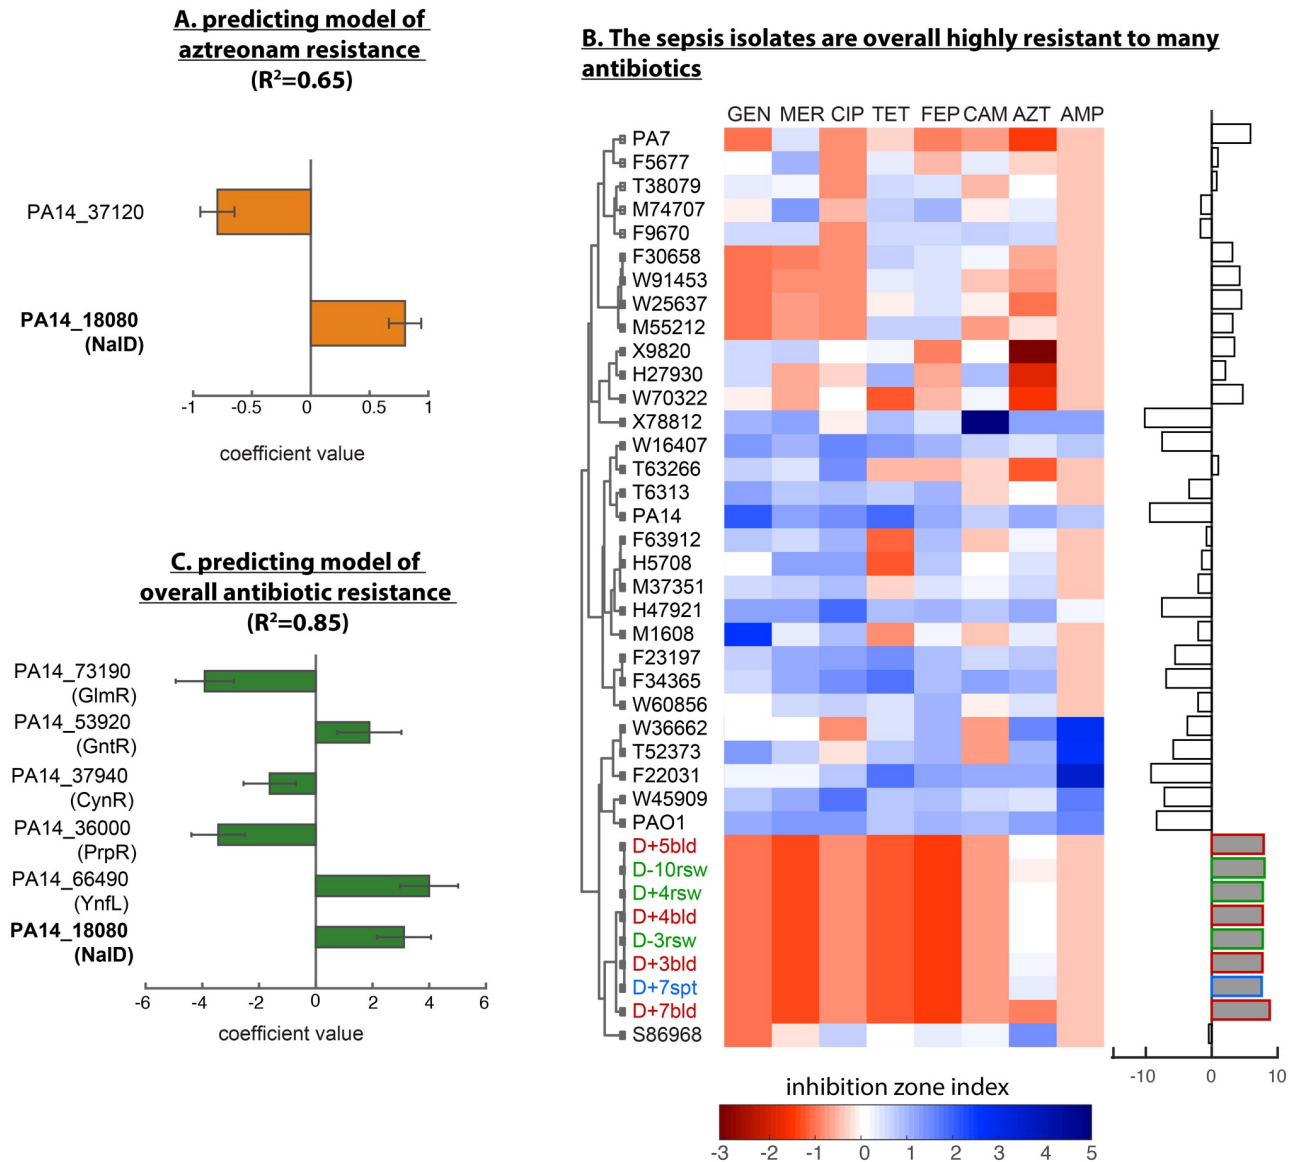 A. predicting model of
aztreonam resistance
(R²=0.65)
PA14_37120
PA14_18080
(NalD)
-1 -0.5 0 0.5 1
coefficient value
B. The sepsis isolates are overall highly resistant to many
antibiotics
GEN MER CIP TET FEP CAM AZT AMP
PA7
F5677
T38079
M74707
F9670
F30658
W91453
W25637
M55212
X9820
H27930
W70322
X78812
W16407
T63266
T6313
PA14
F63912
H5708
M37351
H47921
M1608
F23197
F34365
W60856
W36662
T52373
F22031
W45909
PAO1
D+5bld
D-10rsw
D+4rsw
D+4bld
D-3rsw
D+3bld
D+7spt
D+7bld
S86968
-10 0 10
inhibition zone index
-3 -2 -1 0 1 2 3 4 5
C. predicting model of
overall antibiotic resistance
(R²=0.85)
PA14_73190
(GlmR)
PA14_53920
(GntR)
PA14_37940
(CynR)
PA14_36000
(PrpR)
PA14_66490
(YnfL)
PA14_18080
(NalD)
-6 -4 -2 0 2 4 6
coefficient value